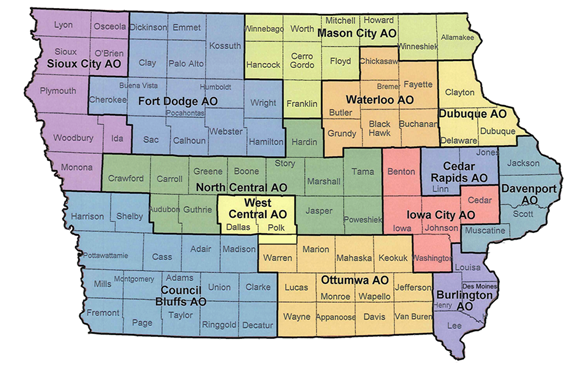 Lyon Osceola Dickinson Emmet Winnebago Worth Mitchell Howard Allamakee
Kossuth Mason City AO Winneshiek
Sioux O'Brien Clay Palo Alto Hancock Cerro Gordo Floyd Chickasaw
Sioux City AO
Plymouth Cherokee Buena Vista Pocahontas Humboldt Wright Franklin Butler Bremer Fayette Clayton
Fort Dodge AO Waterloo AO Dubuque AO
Woodbury Ida Sac Calhoun Webster Hamilton Hardin Grundy Black Hawk Buchanan Delaware Dubuque
Monona Crawford Carroll Greene Boone Story Marshall Tama Benton Linn Jones Jackson
North Central AO Cedar Rapids AO Davenport AO
Harrison Shelby Audubon Guthrie Dallas Polk Jasper Poweshiek Iowa Johnson Cedar Scott
West Central AO Iowa City AO
Muscatine
Pottawattamie Cass Adair Madison Warren Marion Mahaska Keokuk Washington Louisa
Mills Montgomery Adams Union Clarke Lucas Monroe Wapello Jefferson Henry Des Moines
Council Bluffs AO Ottumwa AO Burlington AO
Fremont Page Taylor Ringgold Decatur Wayne Appanoose Davis Van Buren Lee